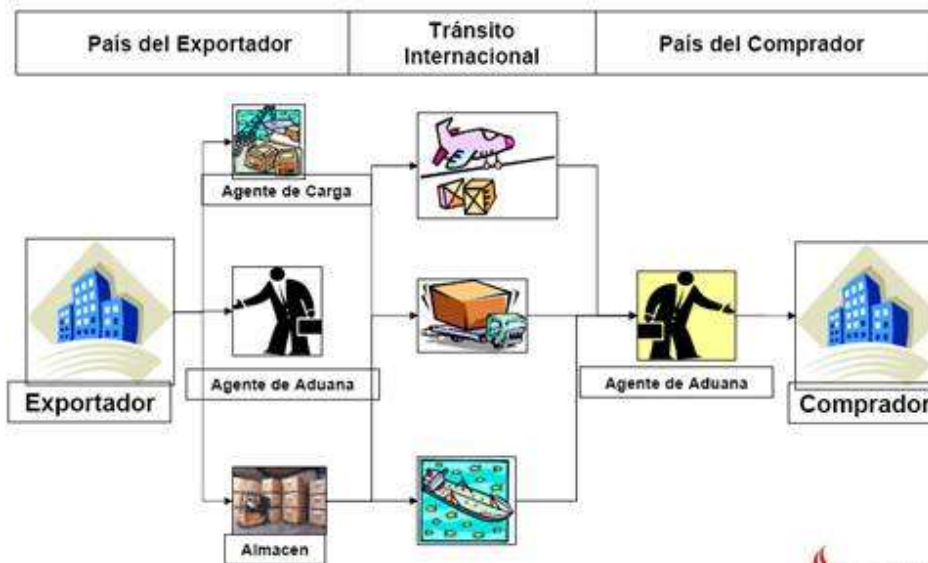 País del Exportador
Tránsito
Internacional
País del Comprador
Agente de Carga
Agente de Aduana
Agente de Aduana
Exportador
Comprador
Almacen